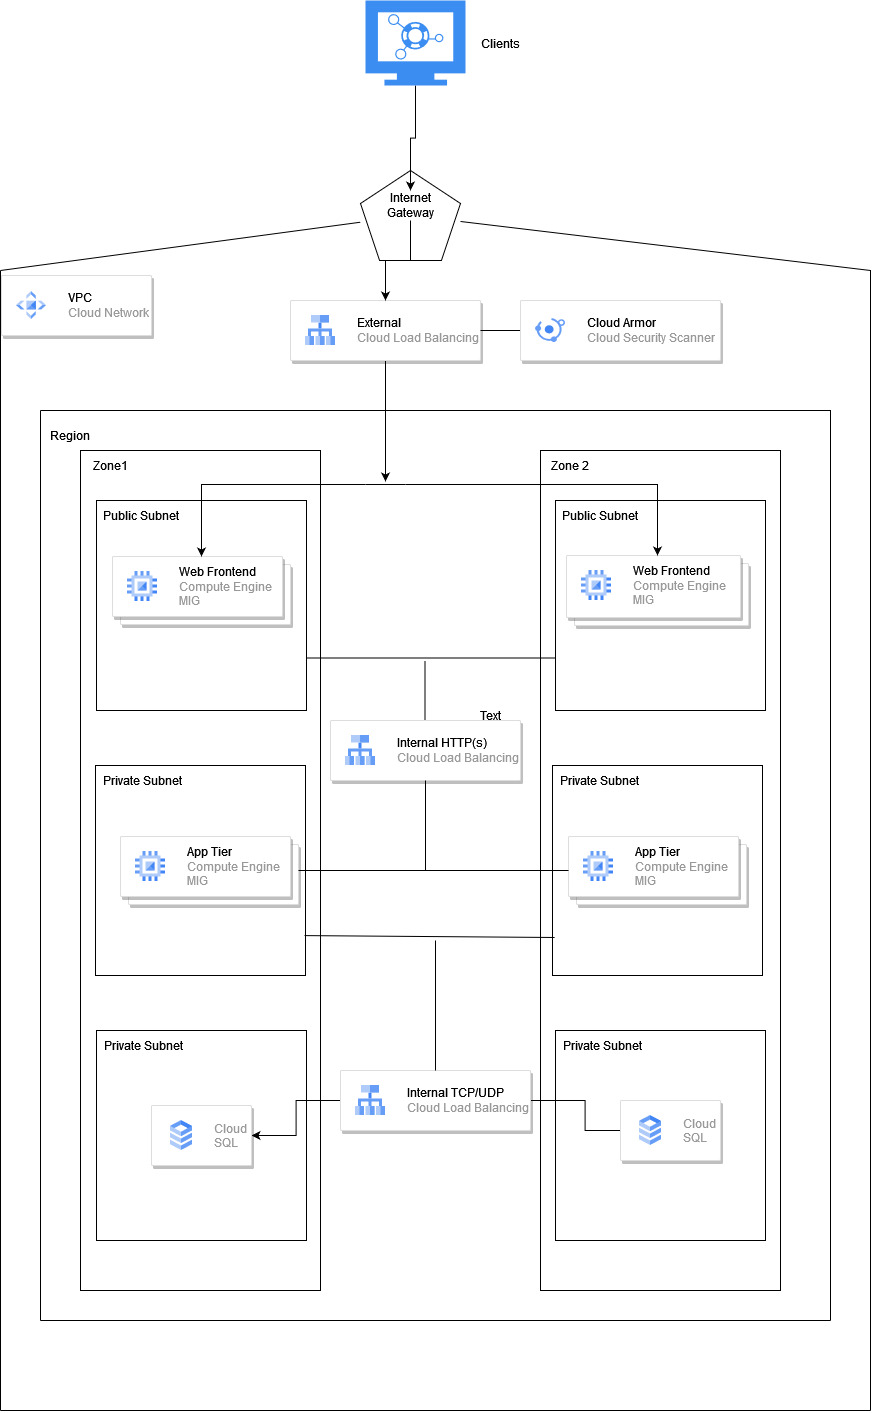 Clients
Internet
Gateway
VPC
Cloud Network
External
Cloud Load Balancing
Cloud Armor
Cloud Security Scanner
Region
Zone1
Zone 2
Public Subnet
Public Subnet
Web Frontend
Compute Engine
MIG
Web Frontend
Compute Engine
MIG
Text
Internal HTTP(s)
Cloud Load Balancing
Private Subnet
Private Subnet
App Tier
Compute Engine
MIG
App Tier
Compute Engine
MIG
Private Subnet
Private Subnet
Internal TCP/UDP
Cloud Load Balancing
Cloud
SQL
Cloud
SQL